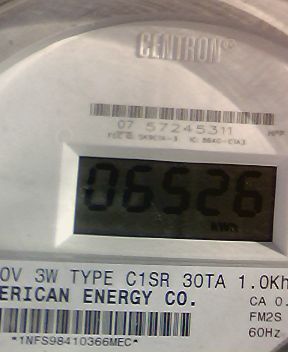 CENTRON®
07 57245311
06526
kWh
0V 3W TYPE C1SR 30TA 1.0Kh
ERICAN ENERGY CO.
CA 0.
FM2S
60Hz
*1NFS98410366MEC*